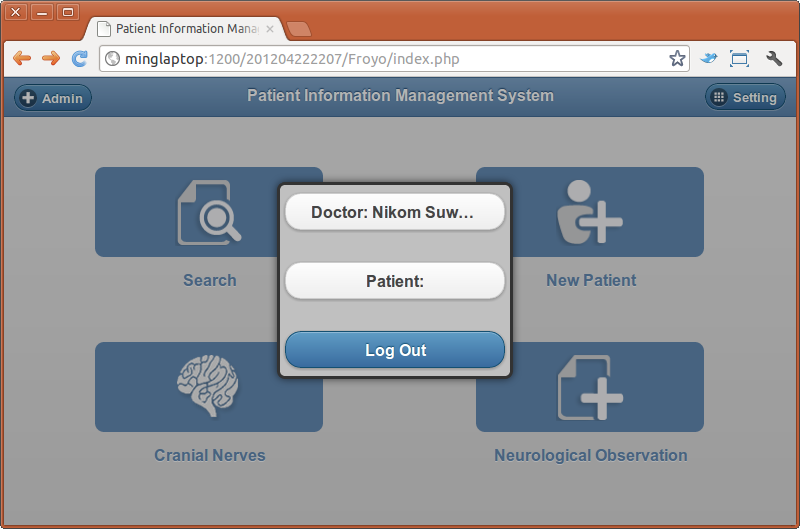 Patient Information Mana
minglaptop:1200/201204222207/Froyo/index.php
Admin
Patient Information Management System
Setting
Doctor: Nikom Suw...
Search
New Patient
Patient:
Log Out
Cranial Nerves
Neurological Observation